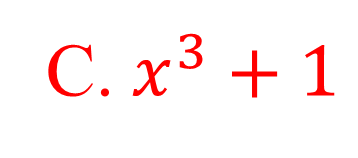 C. x³ + 1